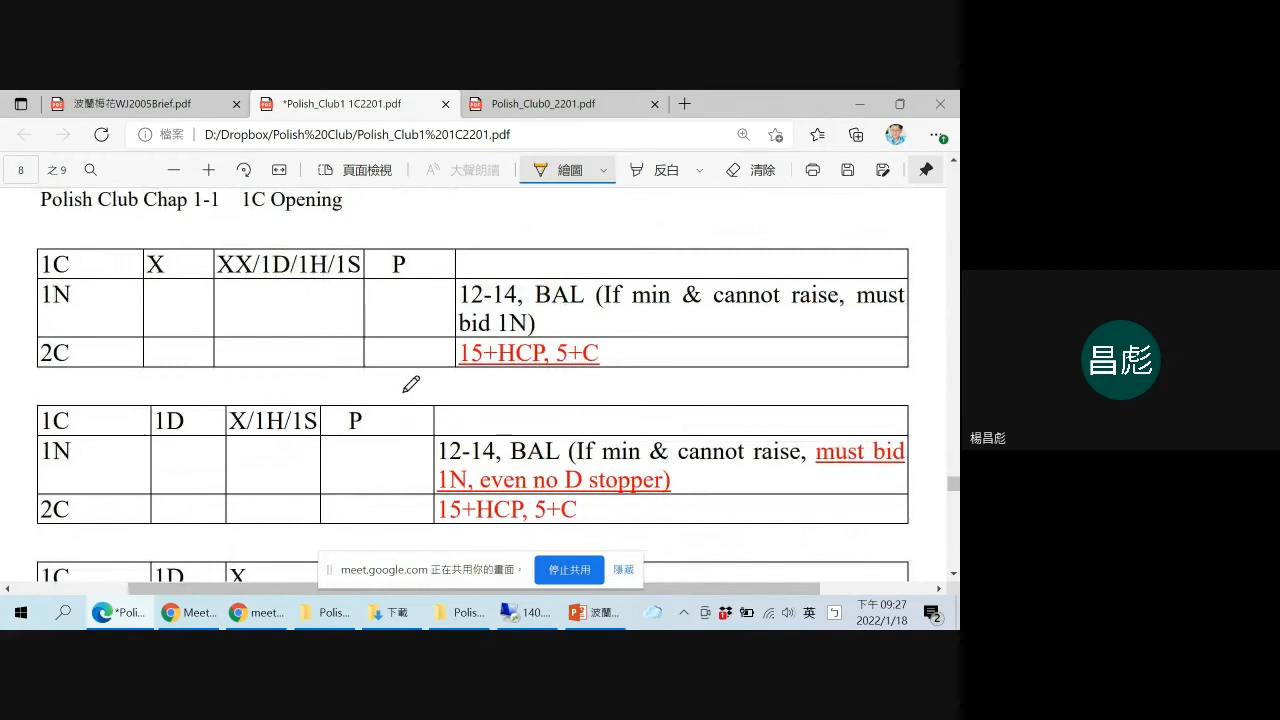 波蘭梅花WJ2005Brief.pdf
*Polish_Club1 1C2201.pdf
Polish_Club0_2201.pdf
檔案 D:/Dropbox/Polish%20Club/Polish_Club1%201C2201.pdf
8 之 9 頁面檢視 大聲朗讀 繪圖 反白 清除
Polish Club Chap 1-1 1C Opening
1C X XX/1D/1H/1S P
1N 12-14, BAL (If min & cannot raise, must
bid 1N)
2C 15+HCP, 5+C
1C 1D X/1H/1S P
1N 12-14, BAL (If min & cannot raise, must bid
1N, even no D stopper)
2C 15+HCP, 5+C
1C 1D X
meet.google.com 正在共用你的畫面。 停止共用 隱藏
*Poli... Meet... meet... Polis... 下載 Polis... 140.... 波蘭... 英 下午 09:27
2022/1/18 2
昌彪
楊昌彪